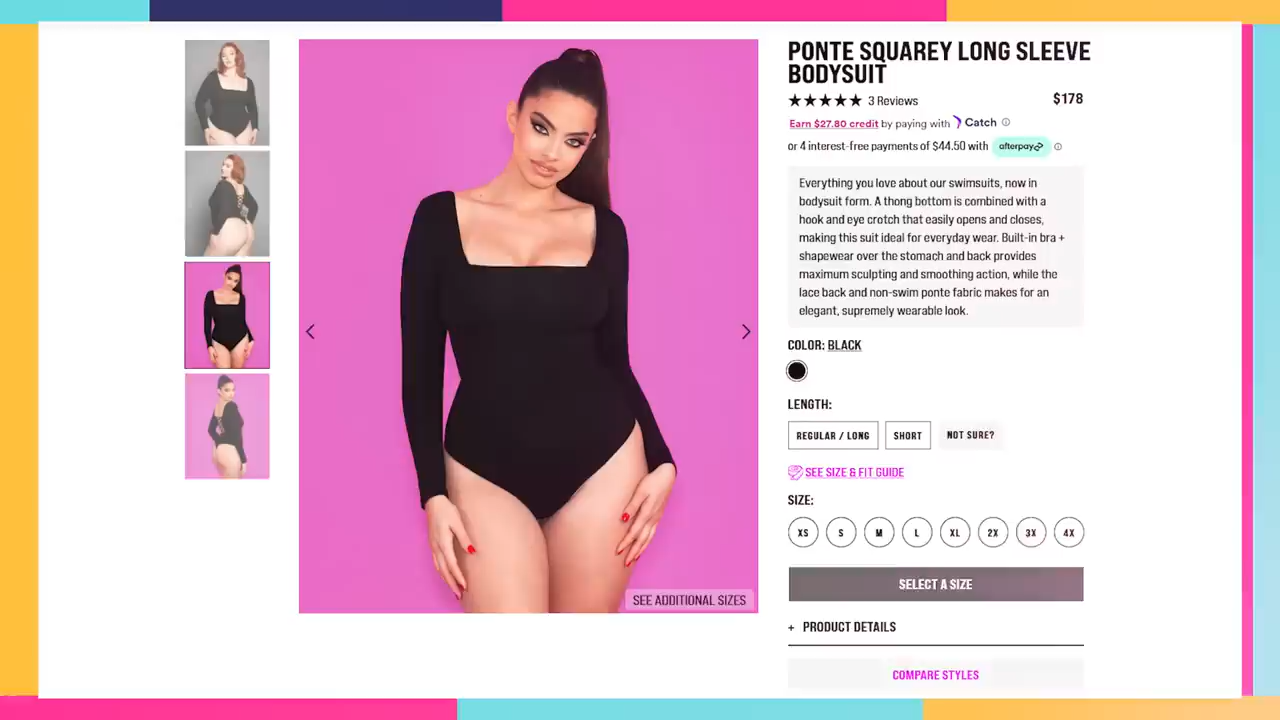 PONTE SQUAREY LONG SLEEVE
BODYSUIT
3 Reviews
$178
Earn $27.80 credit by paying with Catch
or 4 interest-free payments of $44.50 with afterpay
Everything you love about our swimsuits, now in
bodysuit form. A thong bottom is combined with a
hook and eye crotch that easily opens and closes,
making this suit ideal for everyday wear. Built-in bra +
shapewear over the stomach and back provides
maximum sculpting and smoothing action, while the
lace back and non-swim ponte fabric makes for an
elegant, supremely wearable look.
COLOR: BLACK
LENGTH:
REGULAR / LONG SHORT NOT SURE?
SEE SIZE & FIT GUIDE
SIZE:
XS S M L XL 2X 3X 4X
SEE ADDITIONAL SIZES
SELECT A SIZE
+ PRODUCT DETAILS
COMPARE STYLES